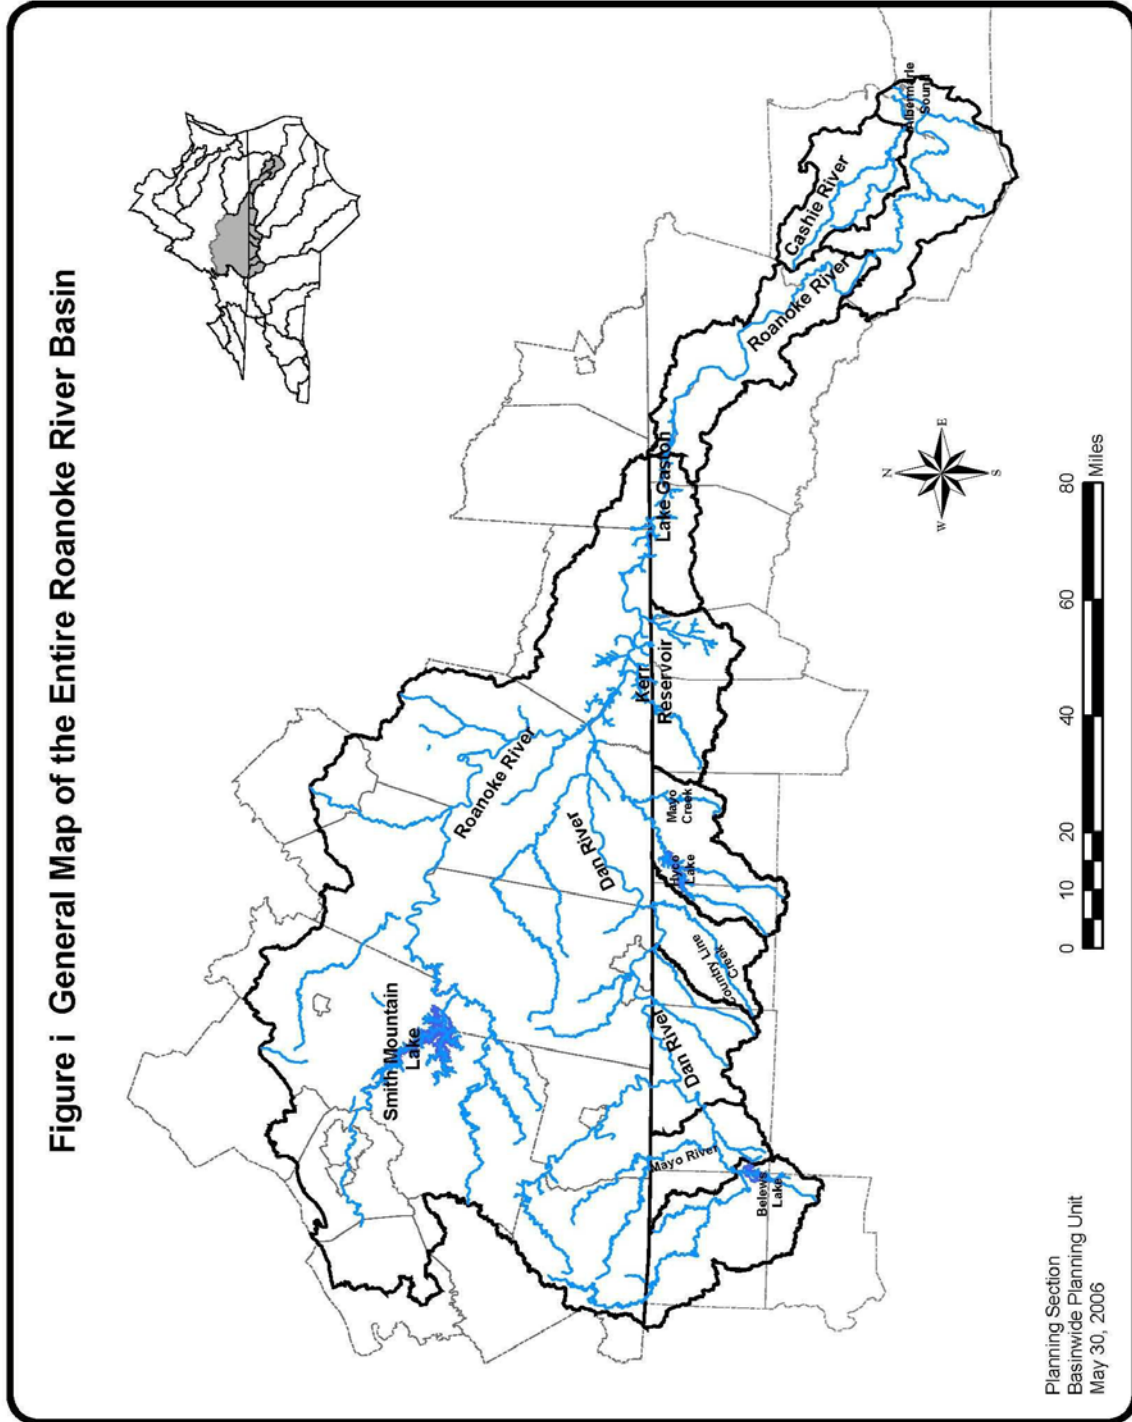 Figure i  General Map of the Entire Roanoke River Basin
Smith Mountain
Lake
Roanoke River
Dan River
Kerr
Reservoir
Lake Gaston
Roanoke River
Cashie River
Albermarle
Sound
Mayo
Creek
Hyco
Lake
Country Line
Creek
Dan River
Mayo River
Belews
Lake
N
W
E
S
0 10 20 40 60 80
Miles
Planning Section
Basinwide Planning Unit
May 30, 2006